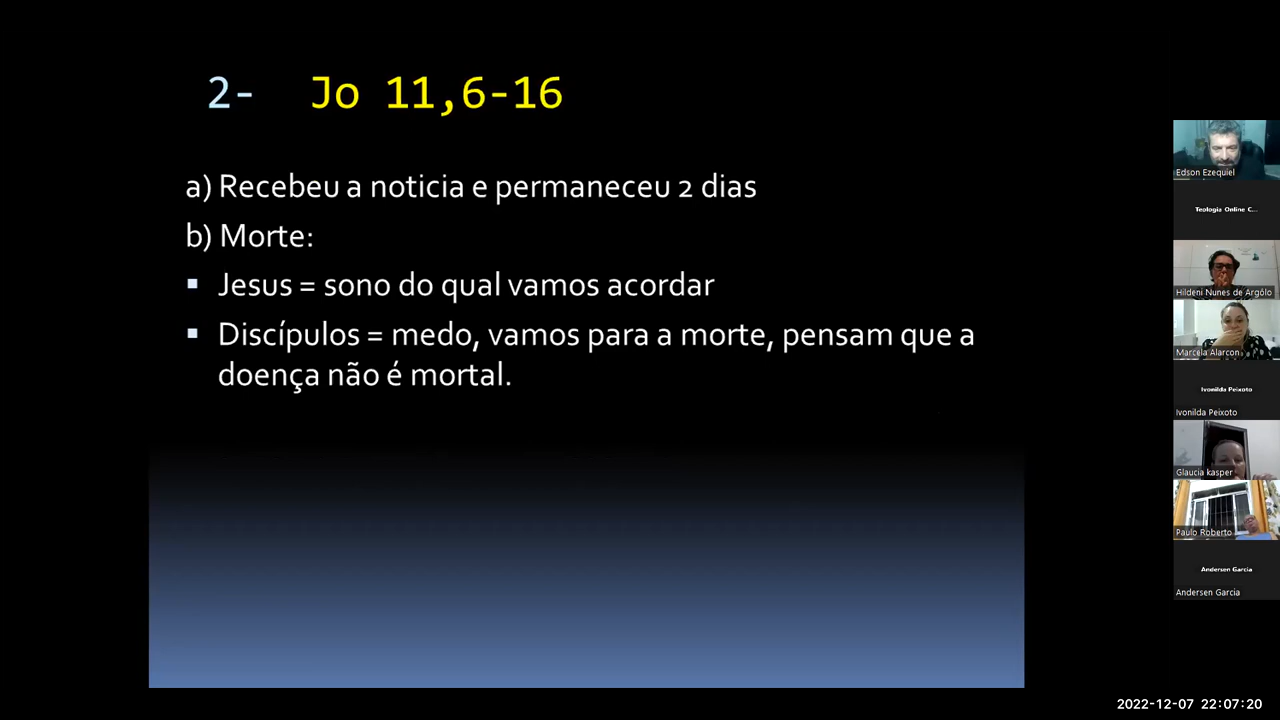 2- Jo 11,6-16
a) Recebeu a noticia e permaneceu 2 dias
b) Morte:
▪ Jesus = sono do qual vamos acordar
▪ Discípulos = medo, vamos para a morte, pensam que a
doença não é mortal.
Edson Ezequiel
Teologia Online C...
Hildeni Nunes de Argôlo
Marcela Alarcon
Ivonilda Peixoto
Ivonilda Peixoto
Glaucia kasper
Paulo Roberto
Andersen Garcia
Andersen Garcia
2022-12-07 22:07:20